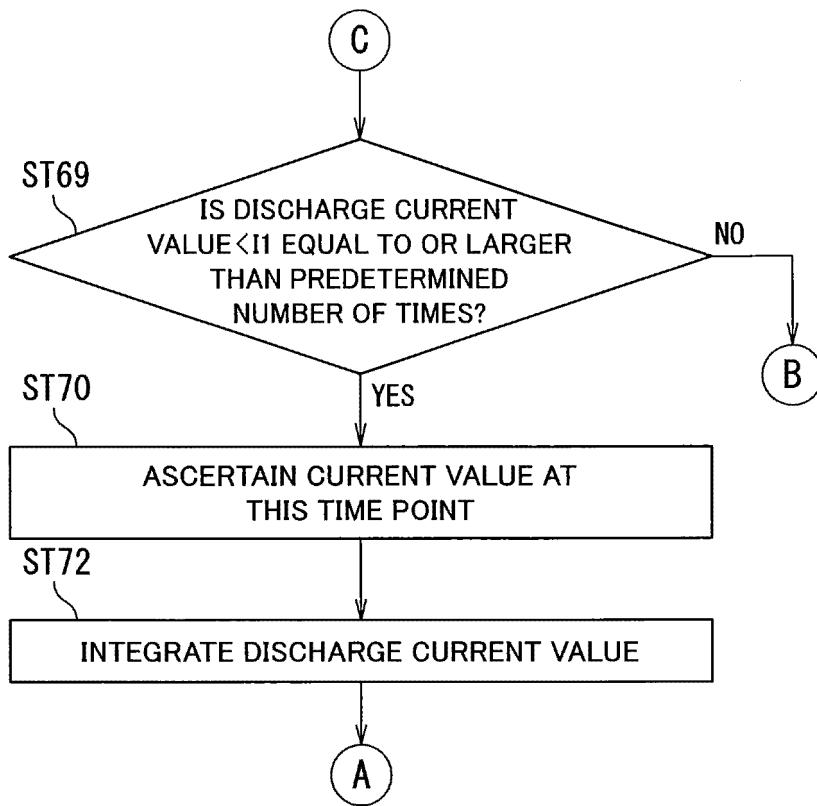 C
ST69
IS DISCHARGE CURRENT
VALUE<I1 EQUAL TO OR LARGER
THAN PREDETERMINED
NUMBER OF TIMES?
NO
B
YES
ST70
ASCERTAIN CURRENT VALUE AT
THIS TIME POINT
ST72
INTEGRATE DISCHARGE CURRENT VALUE
A